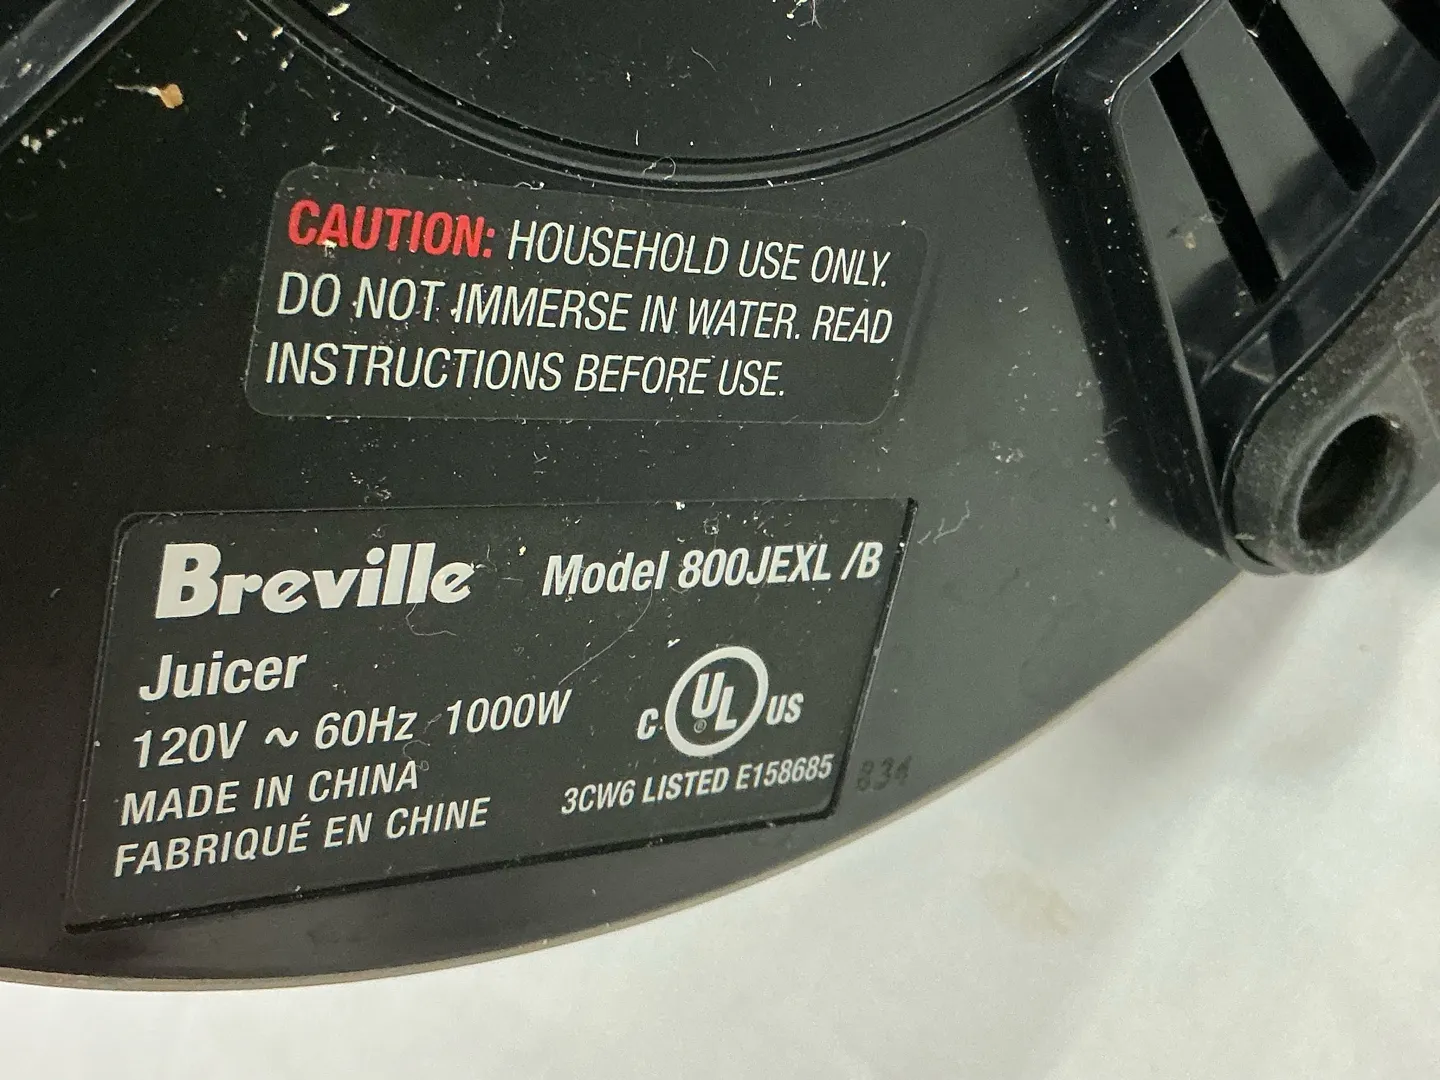 CAUTION: HOUSEHOLD USE ONLY.
DO NOT IMMERSE IN WATER. READ
INSTRUCTIONS BEFORE USE.
Breville Model 800JEXL /B
Juicer
120V ~ 60Hz 1000W
C UL ® US
MADE IN CHINA
FABRIQUÉ EN CHINE
3CW6 LISTED E158685
834